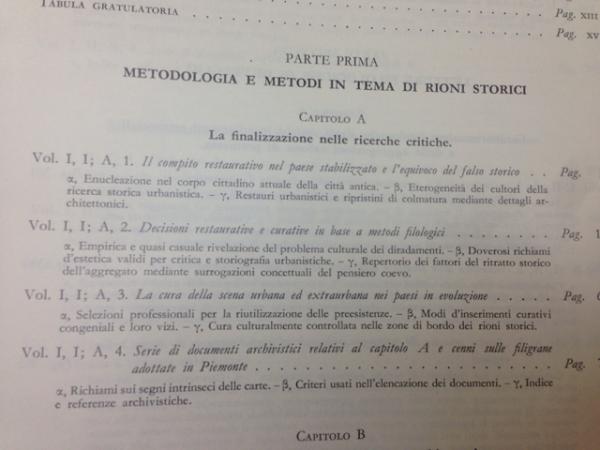 TABULA GRATULATORIA . . . . . . . . . . Pag. XIII
. . . . . . . . . . Pag. XV
PARTE PRIMA
METODOLOGIA E METODI IN TEMA DI RIONI STORICI
CAPITOLO A
La finalizzazione nelle ricerche critiche.
Vol. I, I; A, 1. Il compito restaurativo nel paese stabilizzato e l'equivoco del falso storico . . Pag.
α, Enucleazione nel corpo cittadino attuale della città antica. – β, Eterogeneità dei cultori della
ricerca storica urbanistica. – γ, Restauri urbanistici e ripristini di colmatura mediante dettagli ar-
chitettonici.
Vol. I, I; A, 2. Decisioni restaurative e curative in base a metodi filologici . . . . . . . . Pag. 1
α, Empirica e quasi casuale rivelazione del problema culturale dei diradamenti. – β, Doverosi richiami
d'estetica validi per critica e storiografia urbanistiche. – γ, Repertorio dei fattori del ritratto storico
dell'aggregato mediante surrogazioni concettuali del pensiero coevo.
Vol. I, I; A, 3. La cura della scena urbana ed extraurbana nei paesi in evoluzione . . . . . . Pag.
α, Selezioni professionali per la riutilizzazione delle preesistenze. – β, Modi d'inserimenti curativi
congeniali e loro vizi. – γ, Cura culturalmente controllata nelle zone di bordo dei rioni storici.
Vol. I, I; A, 4. Serie di documenti archivistici relativi al capitolo A e cenni sulle filigrane
adottate in Piemonte . . . . . . . . . . . . . . . . . . . . Pag.
α, Richiami sui segni intrinseci delle carte. – β, Criteri usati nell'elencazione dei documenti. – γ, Indice
e referenze archivistiche.
CAPITOLO B